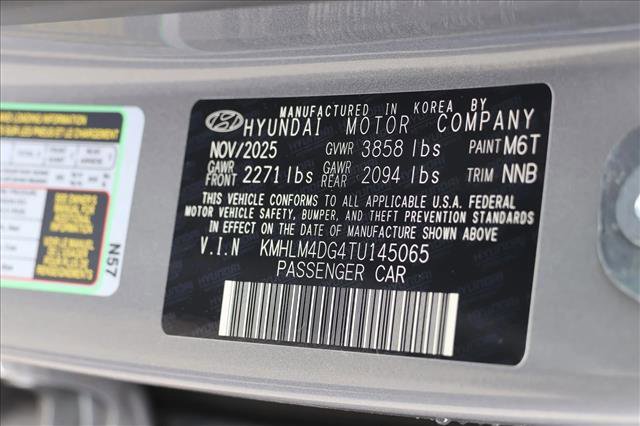 MANUFACTURED IN KOREA BY
HYUNDAI MOTOR COMPANY
NOV/2025 GVWR 3858 lbs PAINT M6T
GAWR FRONT 2271 lbs GAWR REAR 2094 lbs TRIM NNB
THIS VEHICLE CONFORMS TO ALL APPLICABLE U.S.A. FEDERAL
MOTOR VEHICLE SAFETY, BUMPER, AND THEFT PREVENTION STANDARDS
IN EFFECT ON THE DATE OF MANUFACTURE SHOWN ABOVE
V.I.N KMHLM4DG4TU145065
PASSENGER CAR
N57